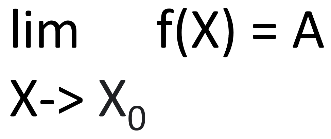 lim f(X) = A
X-> X₀